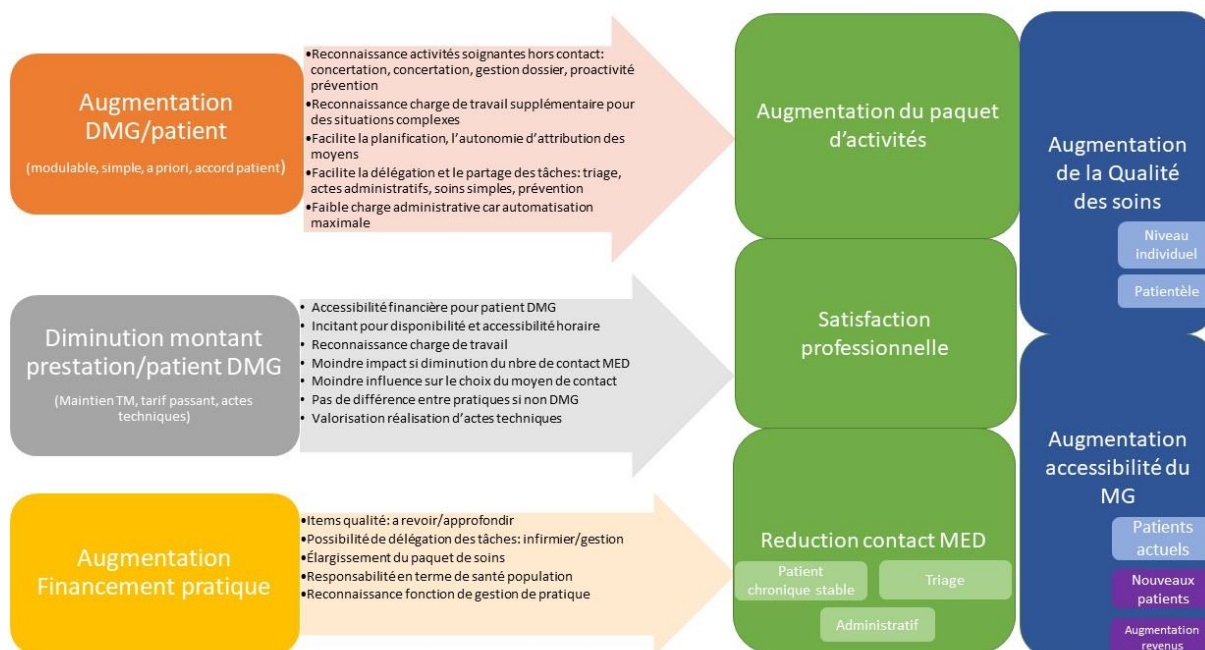 Augmentation
DMG/patient
(modulable, simple, a priori, accord patient)
•Reconnaissance activités soignantes hors contact:
concertation, concertation, gestion dossier, proactivité
prévention
•Reconnaissance charge de travail supplémentaire pour
des situations complexes
•Facilite la planification, l'autonomie d'attribution des
moyens
•Facilite la délégation et le partage des tâches: triage,
actes administratifs, soins simples, prévention
•Faible charge administrative car automatisation
maximale
Diminution montant
prestation/patient DMG
(Maintien TM, tarif passant, actes
techniques)
• Accessibilité financière pour patient DMG
• Incitant pour disponibilité et accessibilité horaire
• Reconnaissance charge de travail
• Moindre impact si diminution du nbre de contact MED
• Moindre influence sur le choix du moyen de contact
• Pas de différence entre pratiques si non DMG
• Valorisation réalisation d'actes techniques
Augmentation
Financement pratique
•Items qualité: a revoir/approfondir
•Possibilité de délégation des tâches: infirmier/gestion
•Élargissement du paquet de soins
•Responsabilité en terme de santé population
•Reconnaissance fonction de gestion de pratique
Augmentation du paquet
d'activités
Satisfaction
professionnelle
Reduction contact MED
Patient
chronique stable
Triage
Administratif
Augmentation
de la Qualité
des soins
Niveau
individuel
Patientèle
Augmentation
accessibilité du
MG
Patients
actuels
Nouveaux
patients
Augmentation
revenus